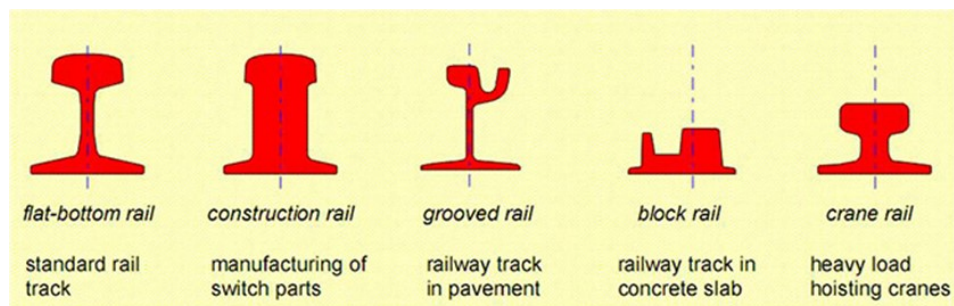 flat-bottom rail
construction rail
grooved rail
block rail
crane rail
standard rail
track
manufacturing of
switch parts
railway track
in pavement
railway track in
concrete slab
heavy load
hoisting cranes